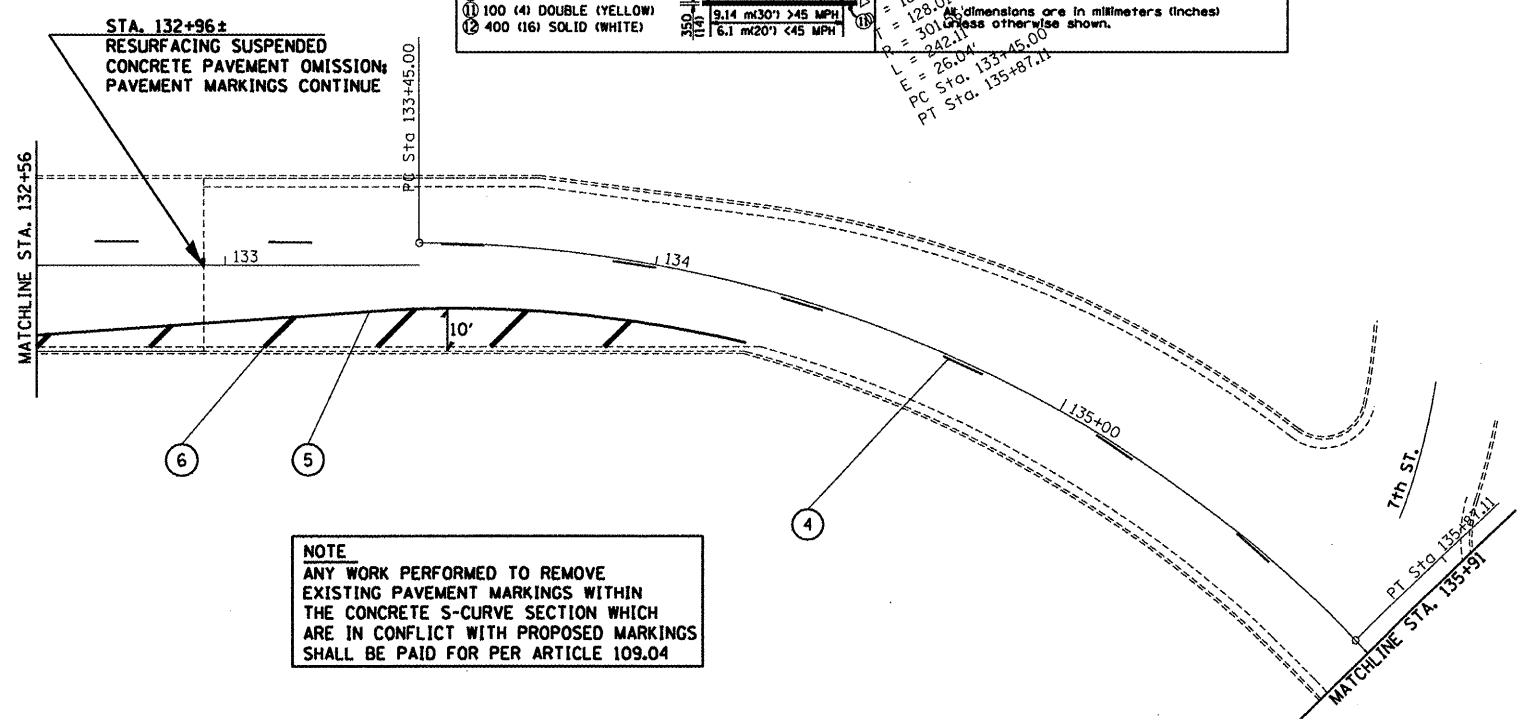 ⑪ 100 (4) DOUBLE (YELLOW)
⑫ 400 (16) SOLID (WHITE)
350
(14)
9.14 m(30') >45 MPH
6.1 m(20') <45 MPH
All dimensions are in millimeters (inches)
unless otherwise shown.
L = 242.11'
E = 26.04'
PC Sta. 133+45.00
PT Sta. 135+87.11
STA. 132+96±
RESURFACING SUSPENDED
CONCRETE PAVEMENT OMISSION;
PAVEMENT MARKINGS CONTINUE
PC Sta 133+45.00
MATCHLINE STA. 132+56
133
134
10'
135+00
6
5
4
7th ST.
PT Sta 135+87.11
MATCHLINE STA. 135+91
NOTE
ANY WORK PERFORMED TO REMOVE
EXISTING PAVEMENT MARKINGS WITHIN
THE CONCRETE S-CURVE SECTION WHICH
ARE IN CONFLICT WITH PROPOSED MARKINGS
SHALL BE PAID FOR PER ARTICLE 109.04